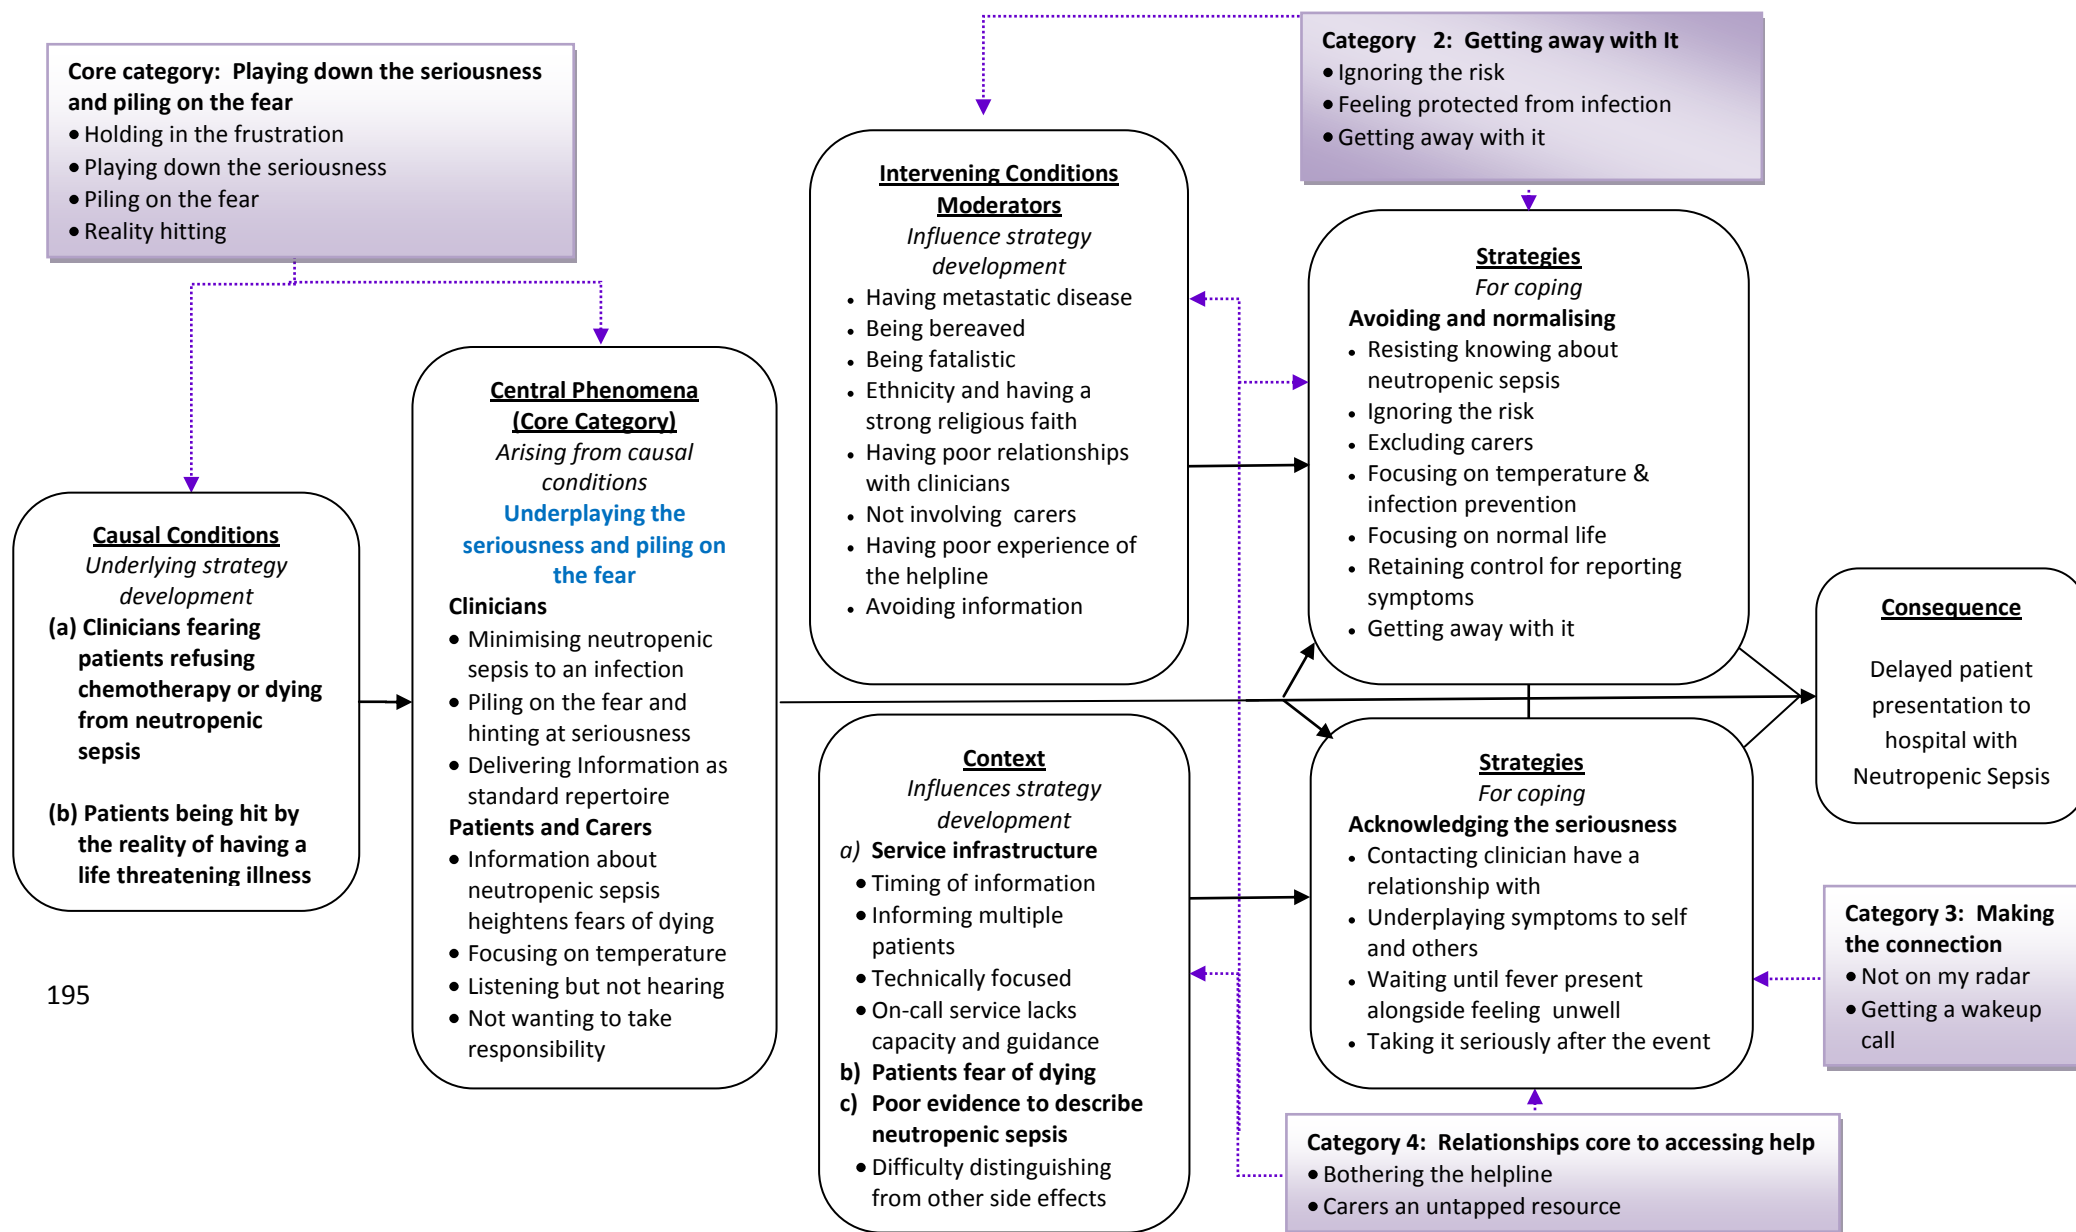 Core category:  Playing down the seriousness
and piling on the fear
• Holding in the frustration
• Playing down the seriousness
• Piling on the fear
• Reality hitting
Category   2:  Getting away with It
• Ignoring the risk
• Feeling protected from infection
• Getting away with it
Causal Conditions
Underlying strategy
development
(a) Clinicians fearing
patients refusing
chemotherapy or dying
from neutropenic
sepsis
(b) Patients being hit by
the reality of having a
life threatening illness
Central Phenomena
(Core Category)
Arising from causal
conditions
Underplaying the
seriousness and piling on
the fear
Clinicians
• Minimising neutropenic
sepsis to an infection
• Piling on the fear and
hinting at seriousness
• Delivering Information as
standard repertoire
Patients and Carers
• Information about
neutropenic sepsis
heightens fears of dying
• Focusing on temperature
• Listening but not hearing
• Not wanting to take
responsibility
Intervening Conditions
Moderators
Influence strategy
development
• Having metastatic disease
• Being bereaved
• Being fatalistic
• Ethnicity and having a
strong religious faith
• Having poor relationships
with clinicians
• Not involving  carers
• Having poor experience of
the helpline
• Avoiding information
Context
Influences strategy
development
a) Service infrastructure
• Timing of information
• Informing multiple
patients
• Technically focused
• On-call service lacks
capacity and guidance
b) Patients fear of dying
c) Poor evidence to describe
neutropenic sepsis
• Difficulty distinguishing
from other side effects
Strategies
For coping
Avoiding and normalising
• Resisting knowing about
neutropenic sepsis
• Ignoring the risk
• Excluding carers
• Focusing on temperature &
infection prevention
• Focusing on normal life
• Retaining control for reporting
symptoms
• Getting away with it
Strategies
For coping
Acknowledging the seriousness
• Contacting clinician have a
relationship with
• Underplaying symptoms to self
and others
• Waiting until fever present
alongside feeling  unwell
• Taking it seriously after the event
Consequence
Delayed patient
presentation to
hospital with
Neutropenic Sepsis
Category 3:  Making
the connection
• Not on my radar
• Getting a wakeup
call
Category 4:  Relationships core to accessing help
• Bothering the helpline
• Carers an untapped resource
195